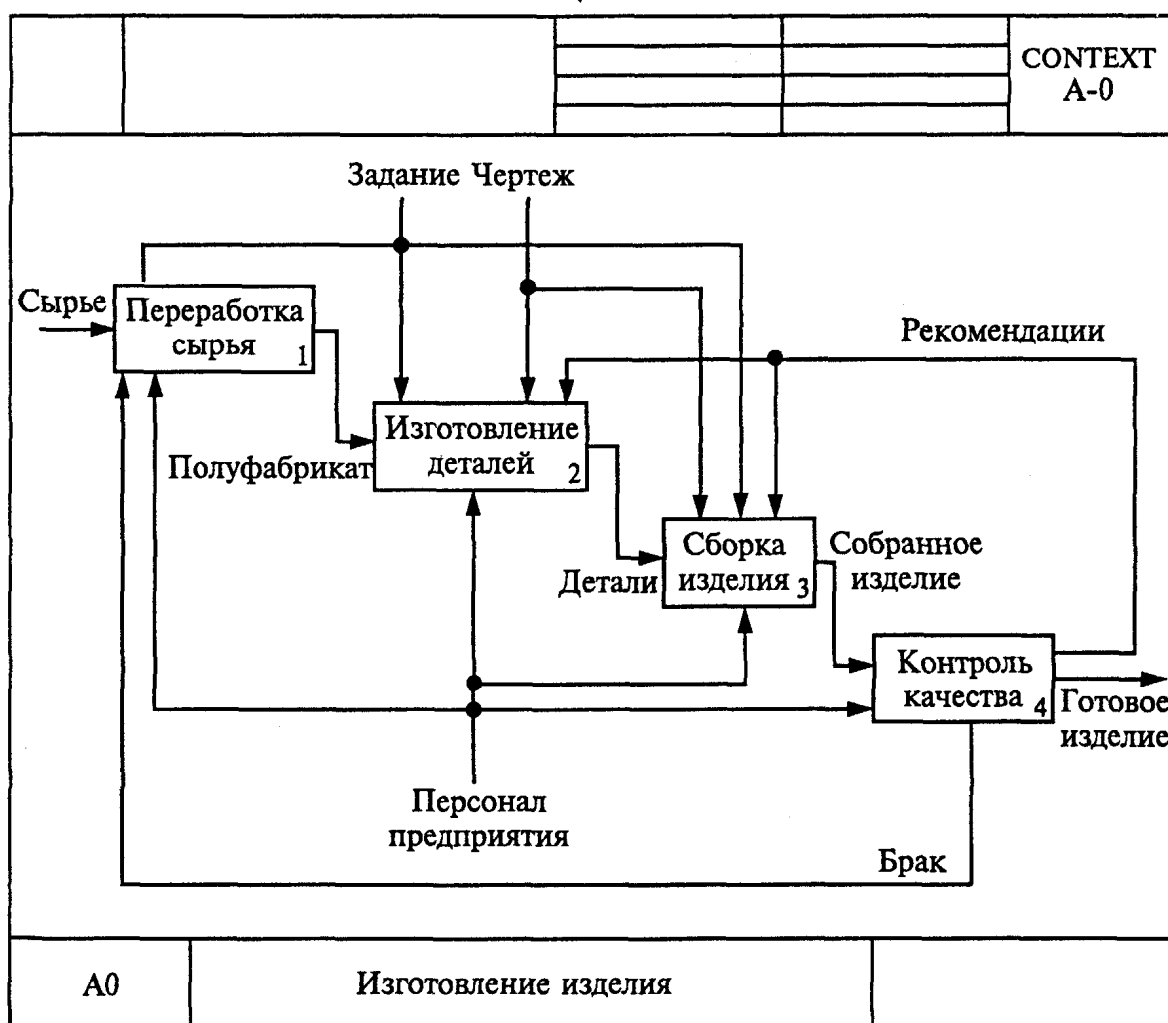 CONTEXT
A-0
Задание Чертеж
Сырье
Переработка
сырья 1
Рекомендации
Изготовление
деталей 2
Полуфабрикат
Сборка
изделия 3
Собранное
изделие
Детали
Контроль
качества 4
Готовое
изделие
Персонал
предприятия
Брак
A0
Изготовление изделия